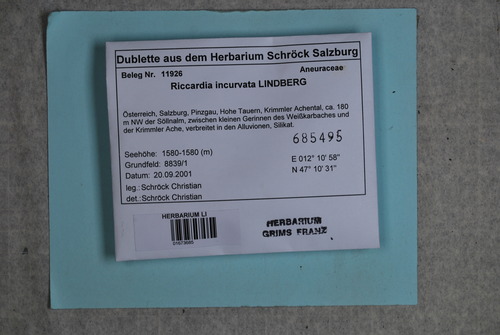 Dublette aus dem Herbarium Schröck Salzburg
Beleg Nr. 11926 Aneuraceae
Riccardia incurvata LINDBERG
Österreich, Salzburg, Pinzgau, Hohe Tauern, Krimmler Achental, ca. 180
m NW der Söllnalm, zwischen kleinen Gerinnen des Weißkarbaches und
der Krimmler Ache, verbreitet in den Alluvionen, Silikat.
685495
Seehöhe: 1580-1580 (m) E 012° 10' 58"
Grundfeld: 8839/1 N 47° 10' 31"
Datum: 20.09.2001
leg.: Schröck Christian
det.: Schröck Christian
HERBARIUM LI
HERBARIUM
GRIMS FRANZ